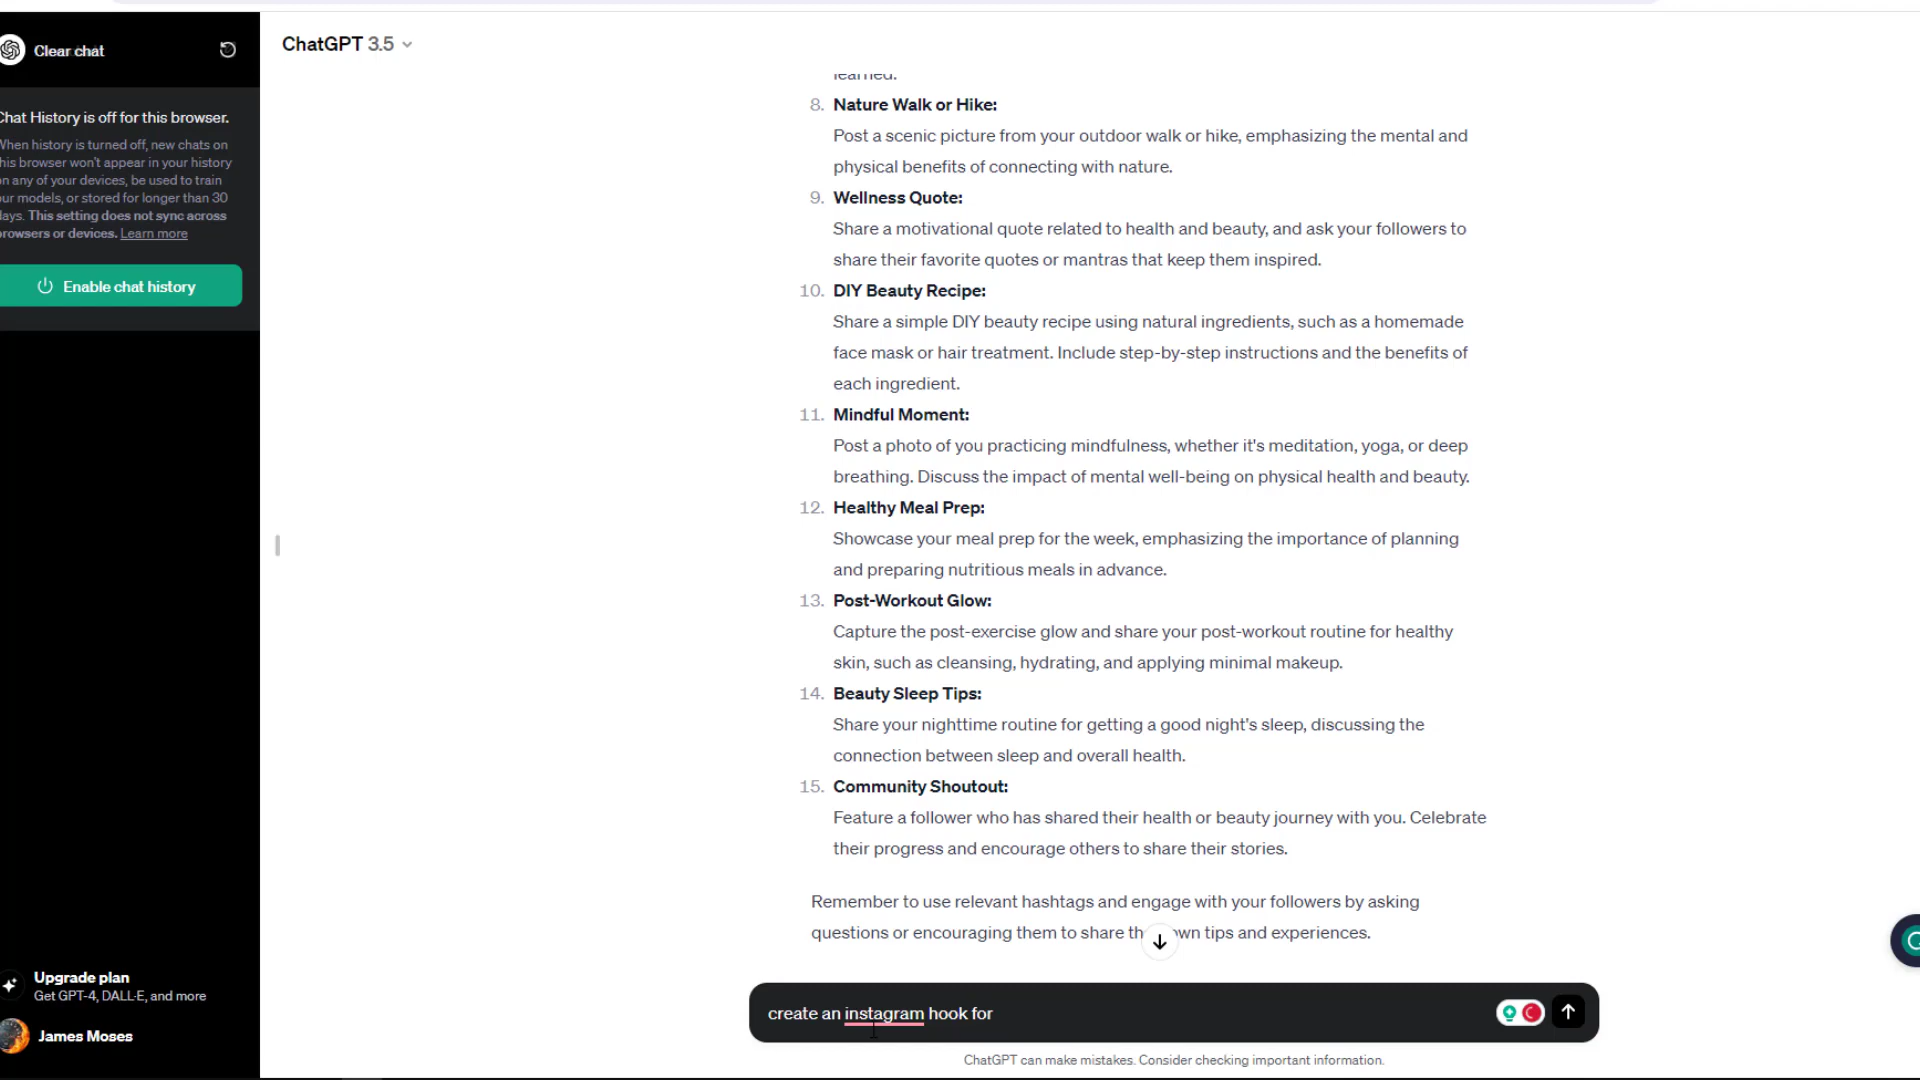 Clear chat
Chat History is off for this browser.
When history is turned off, new chats on
this browser won't appear in your history
on any of your devices, be used to train
our models, or stored for longer than 30
days. This setting does not sync across
browsers or devices. Learn more
Enable chat history
Upgrade plan
Get GPT-4, DALL·E, and more
James Moses
ChatGPT 3.5
learned.
8. Nature Walk or Hike:
Post a scenic picture from your outdoor walk or hike, emphasizing the mental and
physical benefits of connecting with nature.
9. Wellness Quote:
Share a motivational quote related to health and beauty, and ask your followers to
share their favorite quotes or mantras that keep them inspired.
10. DIY Beauty Recipe:
Share a simple DIY beauty recipe using natural ingredients, such as a homemade
face mask or hair treatment. Include step-by-step instructions and the benefits of
each ingredient.
11. Mindful Moment:
Post a photo of you practicing mindfulness, whether it's meditation, yoga, or deep
breathing. Discuss the impact of mental well-being on physical health and beauty.
12. Healthy Meal Prep:
Showcase your meal prep for the week, emphasizing the importance of planning
and preparing nutritious meals in advance.
13. Post-Workout Glow:
Capture the post-exercise glow and share your post-workout routine for healthy
skin, such as cleansing, hydrating, and applying minimal makeup.
14. Beauty Sleep Tips:
Share your nighttime routine for getting a good night's sleep, discussing the
connection between sleep and overall health.
15. Community Shoutout:
Feature a follower who has shared their health or beauty journey with you. Celebrate
their progress and encourage others to share their stories.
Remember to use relevant hashtags and engage with your followers by asking
questions or encouraging them to share their own tips and experiences.
create an instagram hook for
ChatGPT can make mistakes. Consider checking important information.